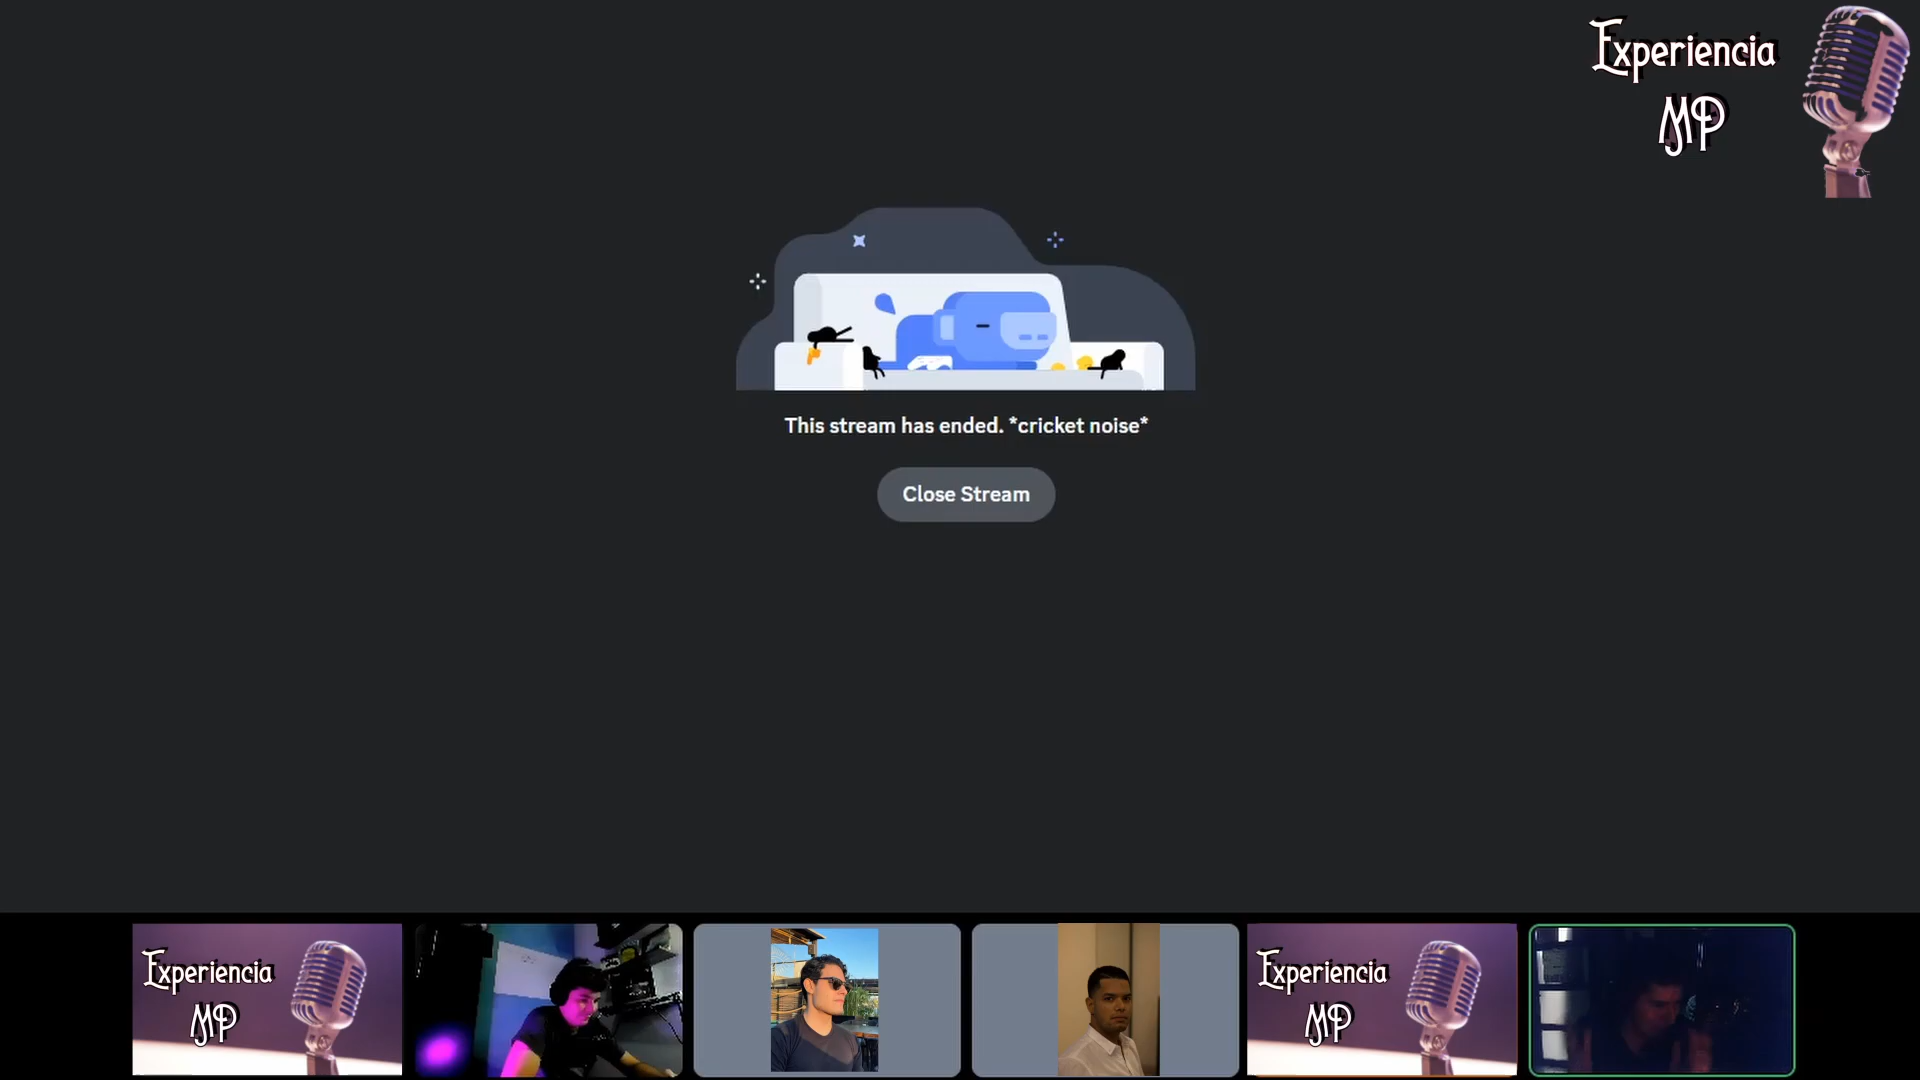 Experiencia
MP
This stream has ended. *cricket noise*
Close Stream
Experiencia
MP
Experiencia
MP